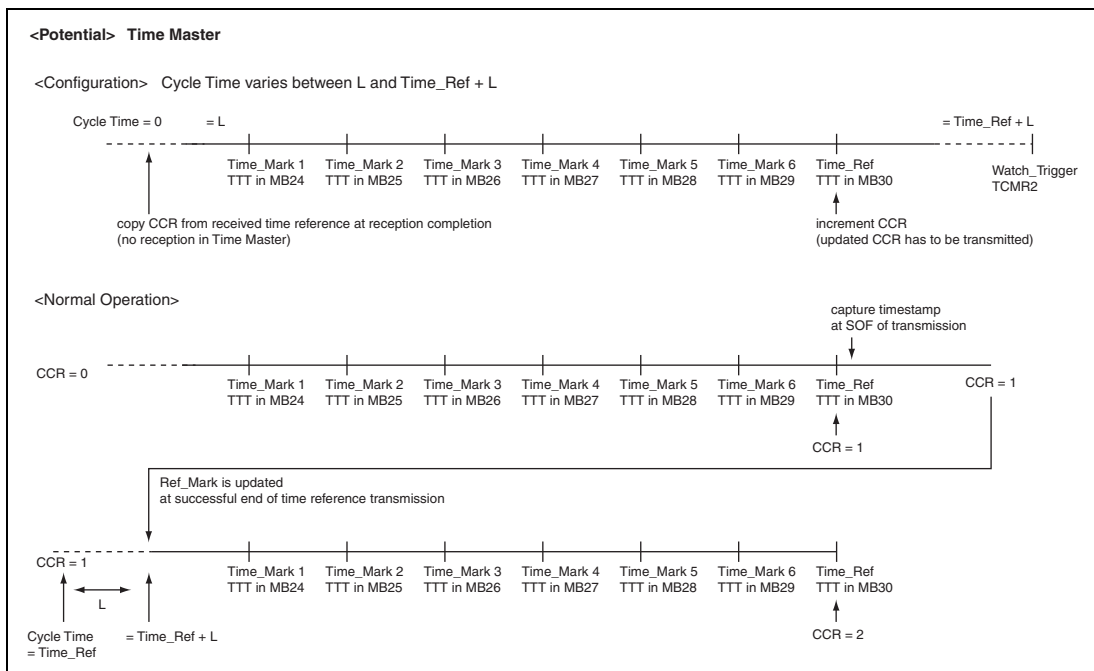 <Potential> Time Master
<Configuration> Cycle Time varies between L and Time_Ref + L
Cycle Time = 0 = L = Time_Ref + L
Time_Mark 1 Time_Mark 2 Time_Mark 3 Time_Mark 4 Time_Mark 5 Time_Mark 6 Time_Ref
TTT in MB24 TTT in MB25 TTT in MB26 TTT in MB27 TTT in MB28 TTT in MB29 TTT in MB30
Watch_Trigger
TCMR2
copy CCR from received time reference at reception completion
(no reception in Time Master)
increment CCR
(updated CCR has to be transmitted)
<Normal Operation>
capture timestamp
at SOF of transmission
CCR = 0
Time_Mark 1 Time_Mark 2 Time_Mark 3 Time_Mark 4 Time_Mark 5 Time_Mark 6 Time_Ref
TTT in MB24 TTT in MB25 TTT in MB26 TTT in MB27 TTT in MB28 TTT in MB29 TTT in MB30
CCR = 1
CCR = 1
Ref_Mark is updated
at successful end of time reference transmission
CCR = 1
Time_Mark 1 Time_Mark 2 Time_Mark 3 Time_Mark 4 Time_Mark 5 Time_Mark 6 Time_Ref
TTT in MB24 TTT in MB25 TTT in MB26 TTT in MB27 TTT in MB28 TTT in MB29 TTT in MB30
L
Cycle Time
= Time_Ref
= Time_Ref + L
CCR = 2